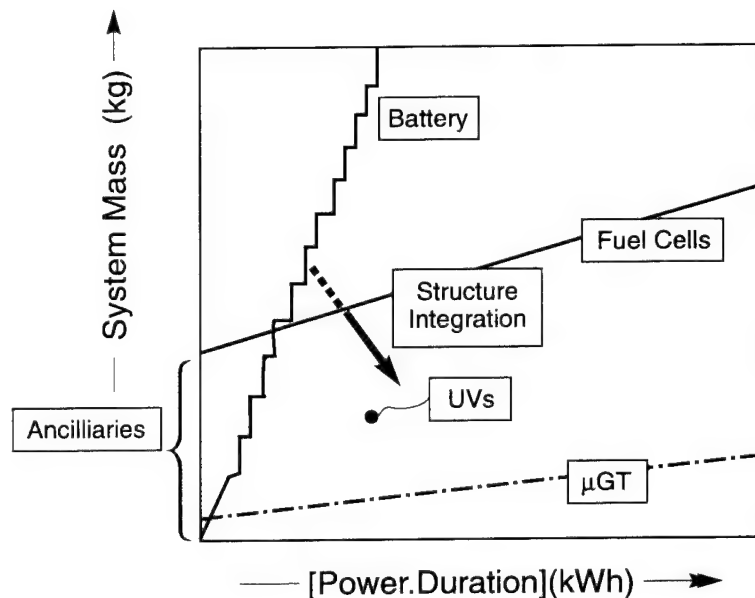 System Mass (kg)
Battery
Fuel Cells
Structure
Integration
UVs
Ancilliaries
μGT
[Power.Duration](kWh)